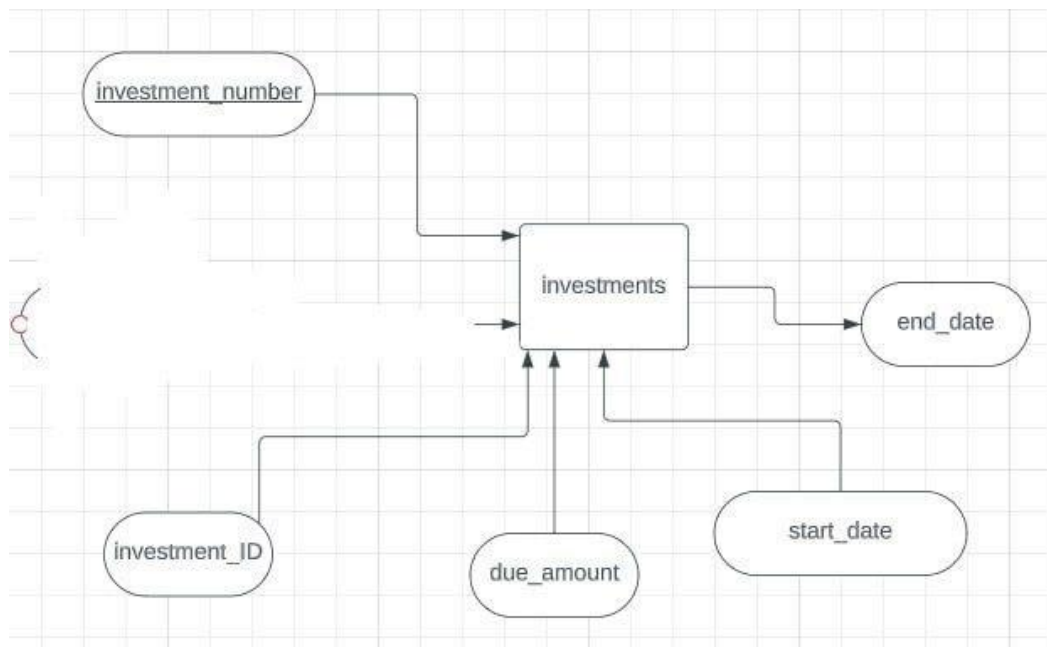 investment_number
investments
end_date
investment_ID
due_amount
start_date